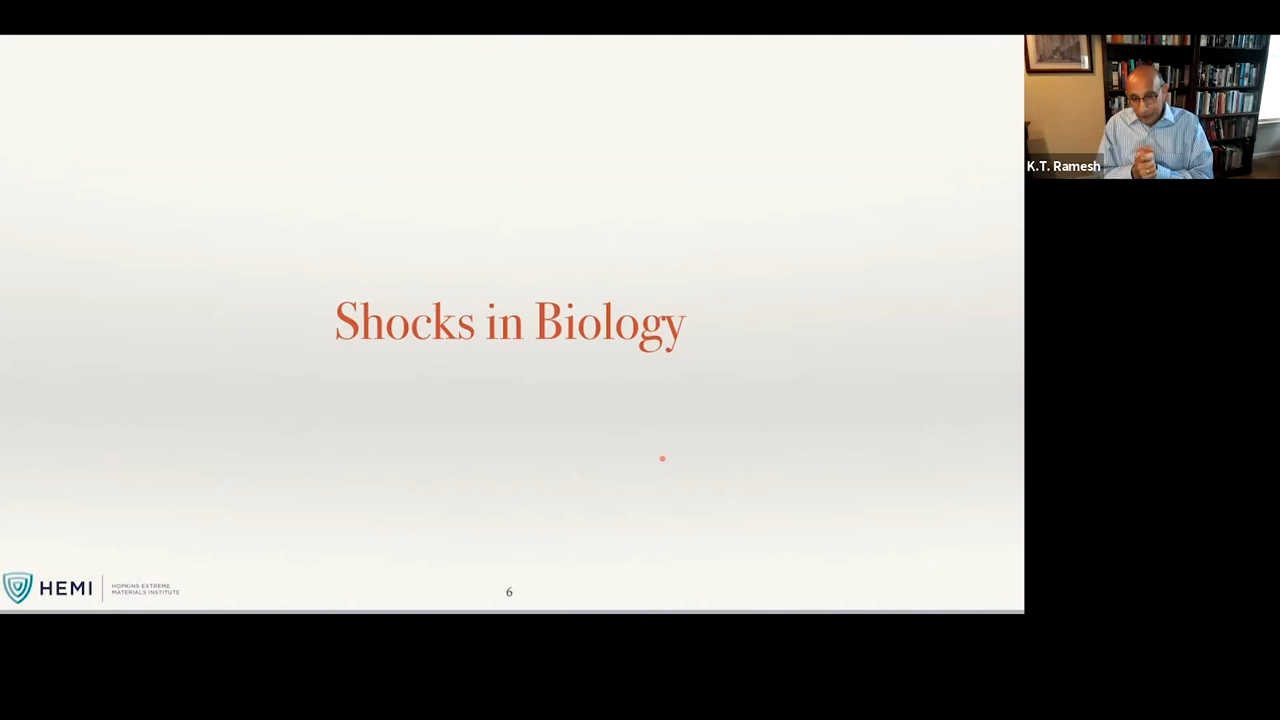 K.T. Ramesh
Shocks in Biology
HEMI
HOPKINS EXTREME
MATERIALS INSTITUTE
6